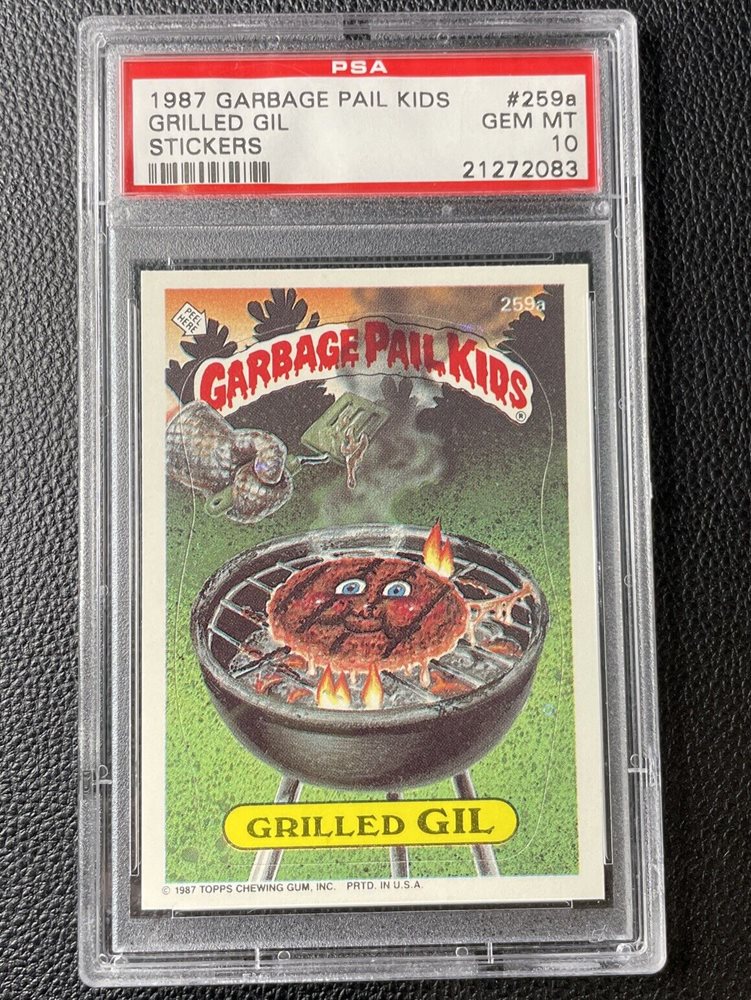 PSA
1987 GARBAGE PAIL KIDS #259a
GRILLED GIL GEM MT
STICKERS 10
21272083
259a
PEEL
HERE
GARBAGE PAIL KIDS®
GRILLED GIL
© 1987 TOPPS CHEWING GUM, INC. PRTD. IN U.S.A.